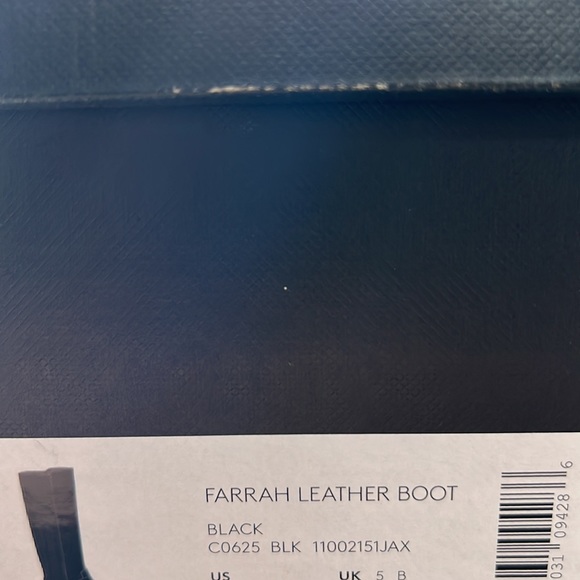 FARRAH LEATHER BOOT
BLACK
C0625 BLK 11002151JAX
US UK 5 B
031 09428 6